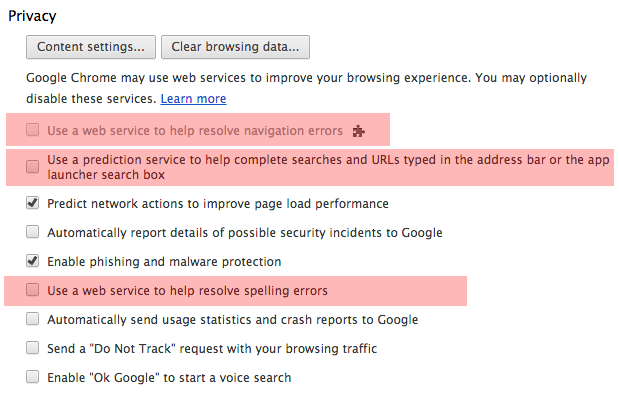 Privacy
Content settings... Clear browsing data...
Google Chrome may use web services to improve your browsing experience. You may optionally
disable these services. Learn more
Use a web service to help resolve navigation errors
Use a prediction service to help complete searches and URLs typed in the address bar or the app
launcher search box
Predict network actions to improve page load performance
Automatically report details of possible security incidents to Google
Enable phishing and malware protection
Use a web service to help resolve spelling errors
Automatically send usage statistics and crash reports to Google
Send a "Do Not Track" request with your browsing traffic
Enable "Ok Google" to start a voice search